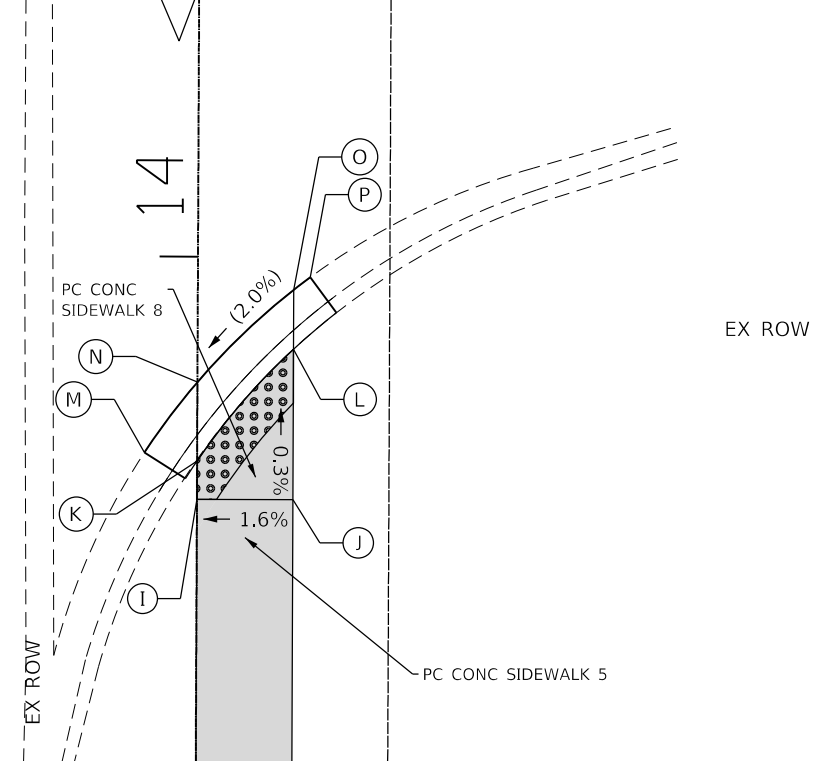 14
O
P
(2.0%)
PC CONC
SIDEWALK 8
EX ROW
N
M
L
0.3%
K
1.6%
J
I
EX ROW
PC CONC SIDEWALK 5